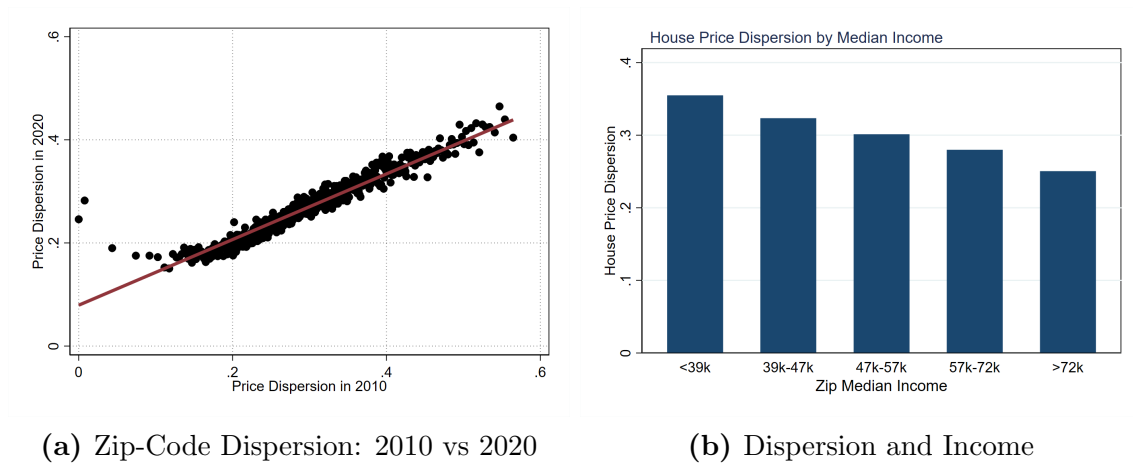 .6
.4
.2
0
Price Dispersion in 2020
0 .2 .4 .6
Price Dispersion in 2010
(a) Zip-Code Dispersion: 2010 vs 2020
House Price Dispersion by Median Income
.4
.3
.2
.1
0
House Price Dispersion
<39k 39k-47k 47k-57k 57k-72k >72k
Zip Median Income
(b) Dispersion and Income